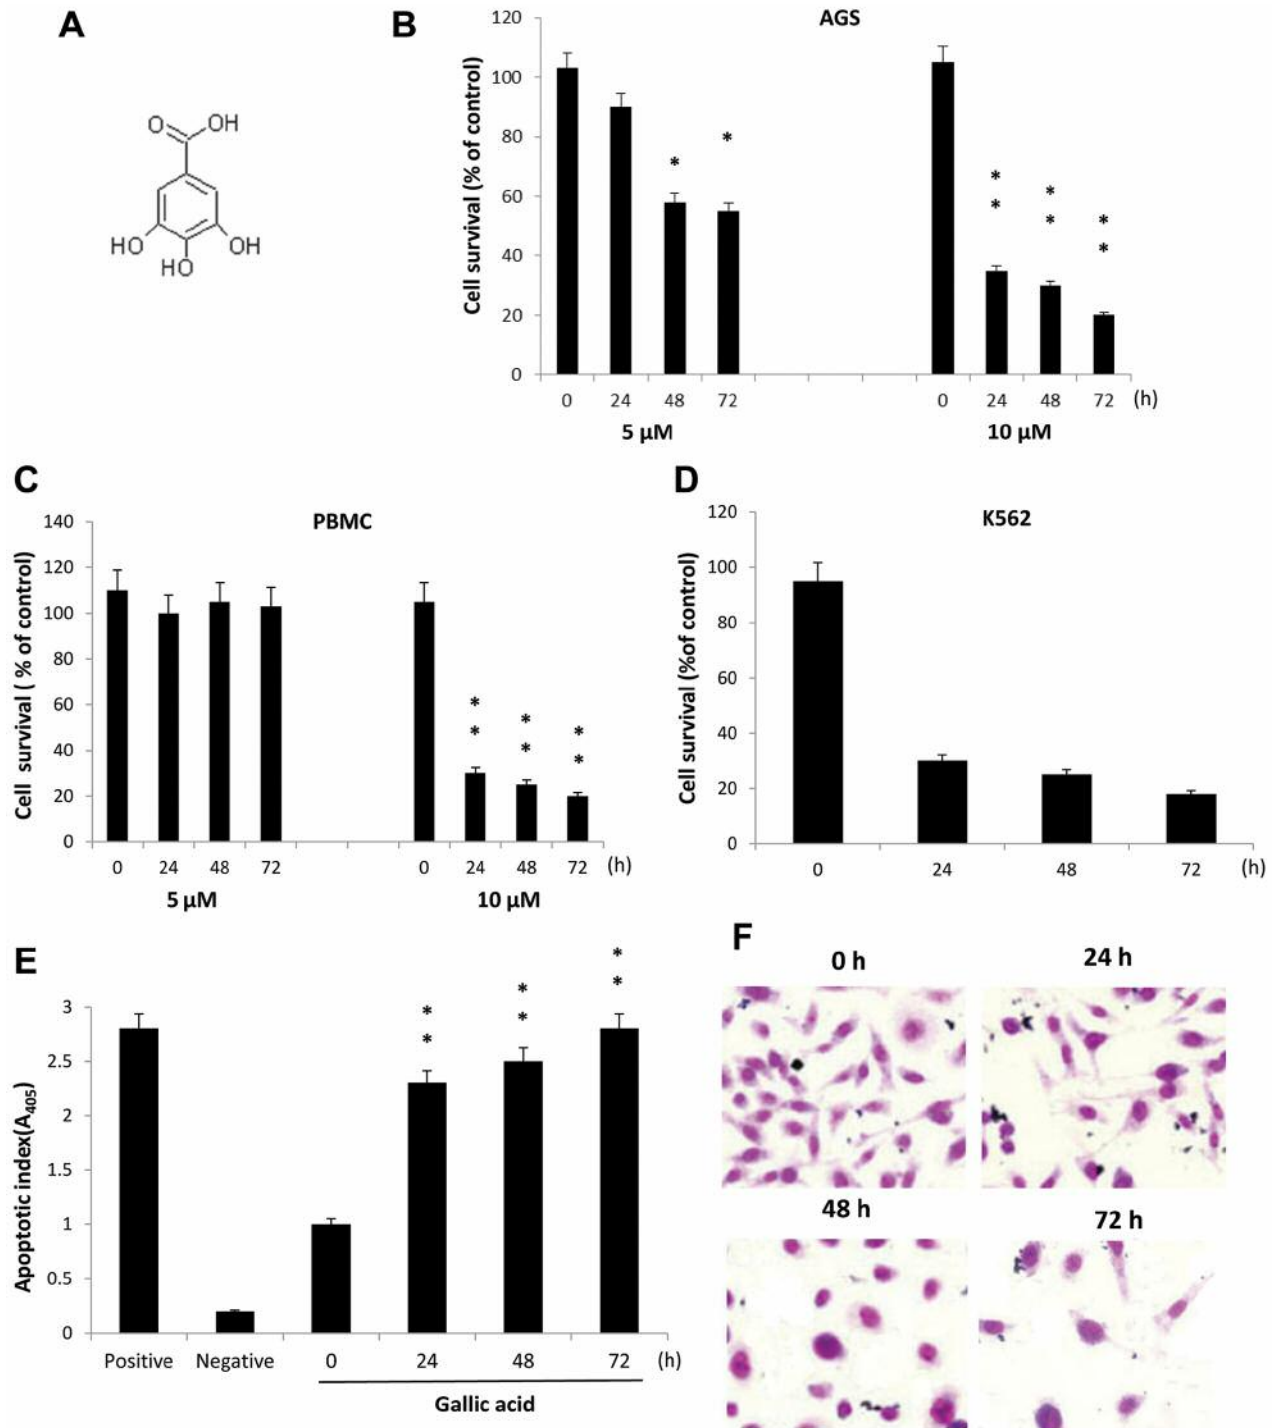 A
O OH
HO OH
HO
B
AGS
Cell survival (% of control)
120
100
80
60
40
20
0
* *
* * * * * *
0 24 48 72 0 24 48 72 (h)
5 μM 10 μM
C
PBMC
Cell survival ( % of control)
140
120
100
80
60
40
20
0
* * * * * *
0 24 48 72 0 24 48 72 (h)
5 μM 10 μM
D
K562
Cell survival (%of control)
120
100
80
60
40
20
0
0 24 48 72 (h)
E
Apoptotic index(A405)
3
2.5
2
1.5
1
0.5
0
* * * * * *
Positive Negative 0 24 48 72 (h)
Gallic acid
F
0 h 24 h
48 h 72 h